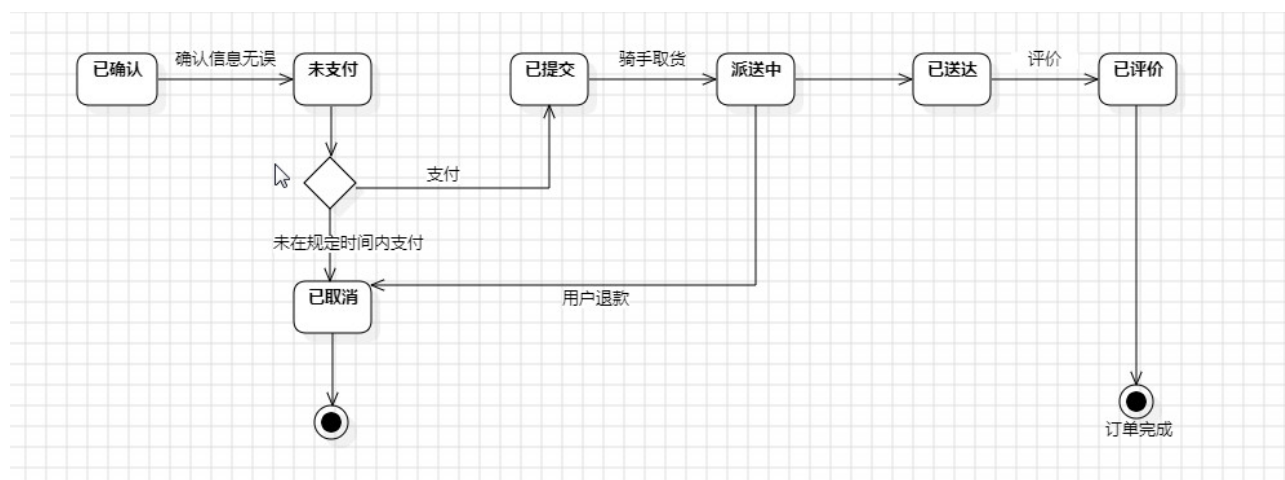 已确认
确认信息无误
未支付
已提交
骑手取货
派送中
已送达
评价
已评价
支付
未在规定时间内支付
已取消
用户退款
订单完成